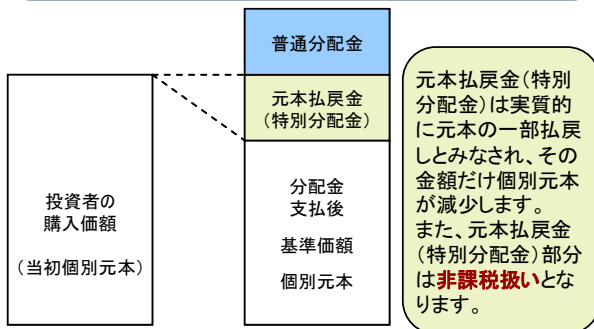 普通分配金
元本払戻金
（特別分配金）
投資者の
購入価額
（当初個別元本）
分配金
支払後
基準価額
個別元本
元本払戻金（特別
分配金）は実質的
に元本の一部払戻
しとみなされ、その
金額だけ個別元本
が減少します。
また、元本払戻金
（特別分配金）部分
は非課税扱いとな
ります。